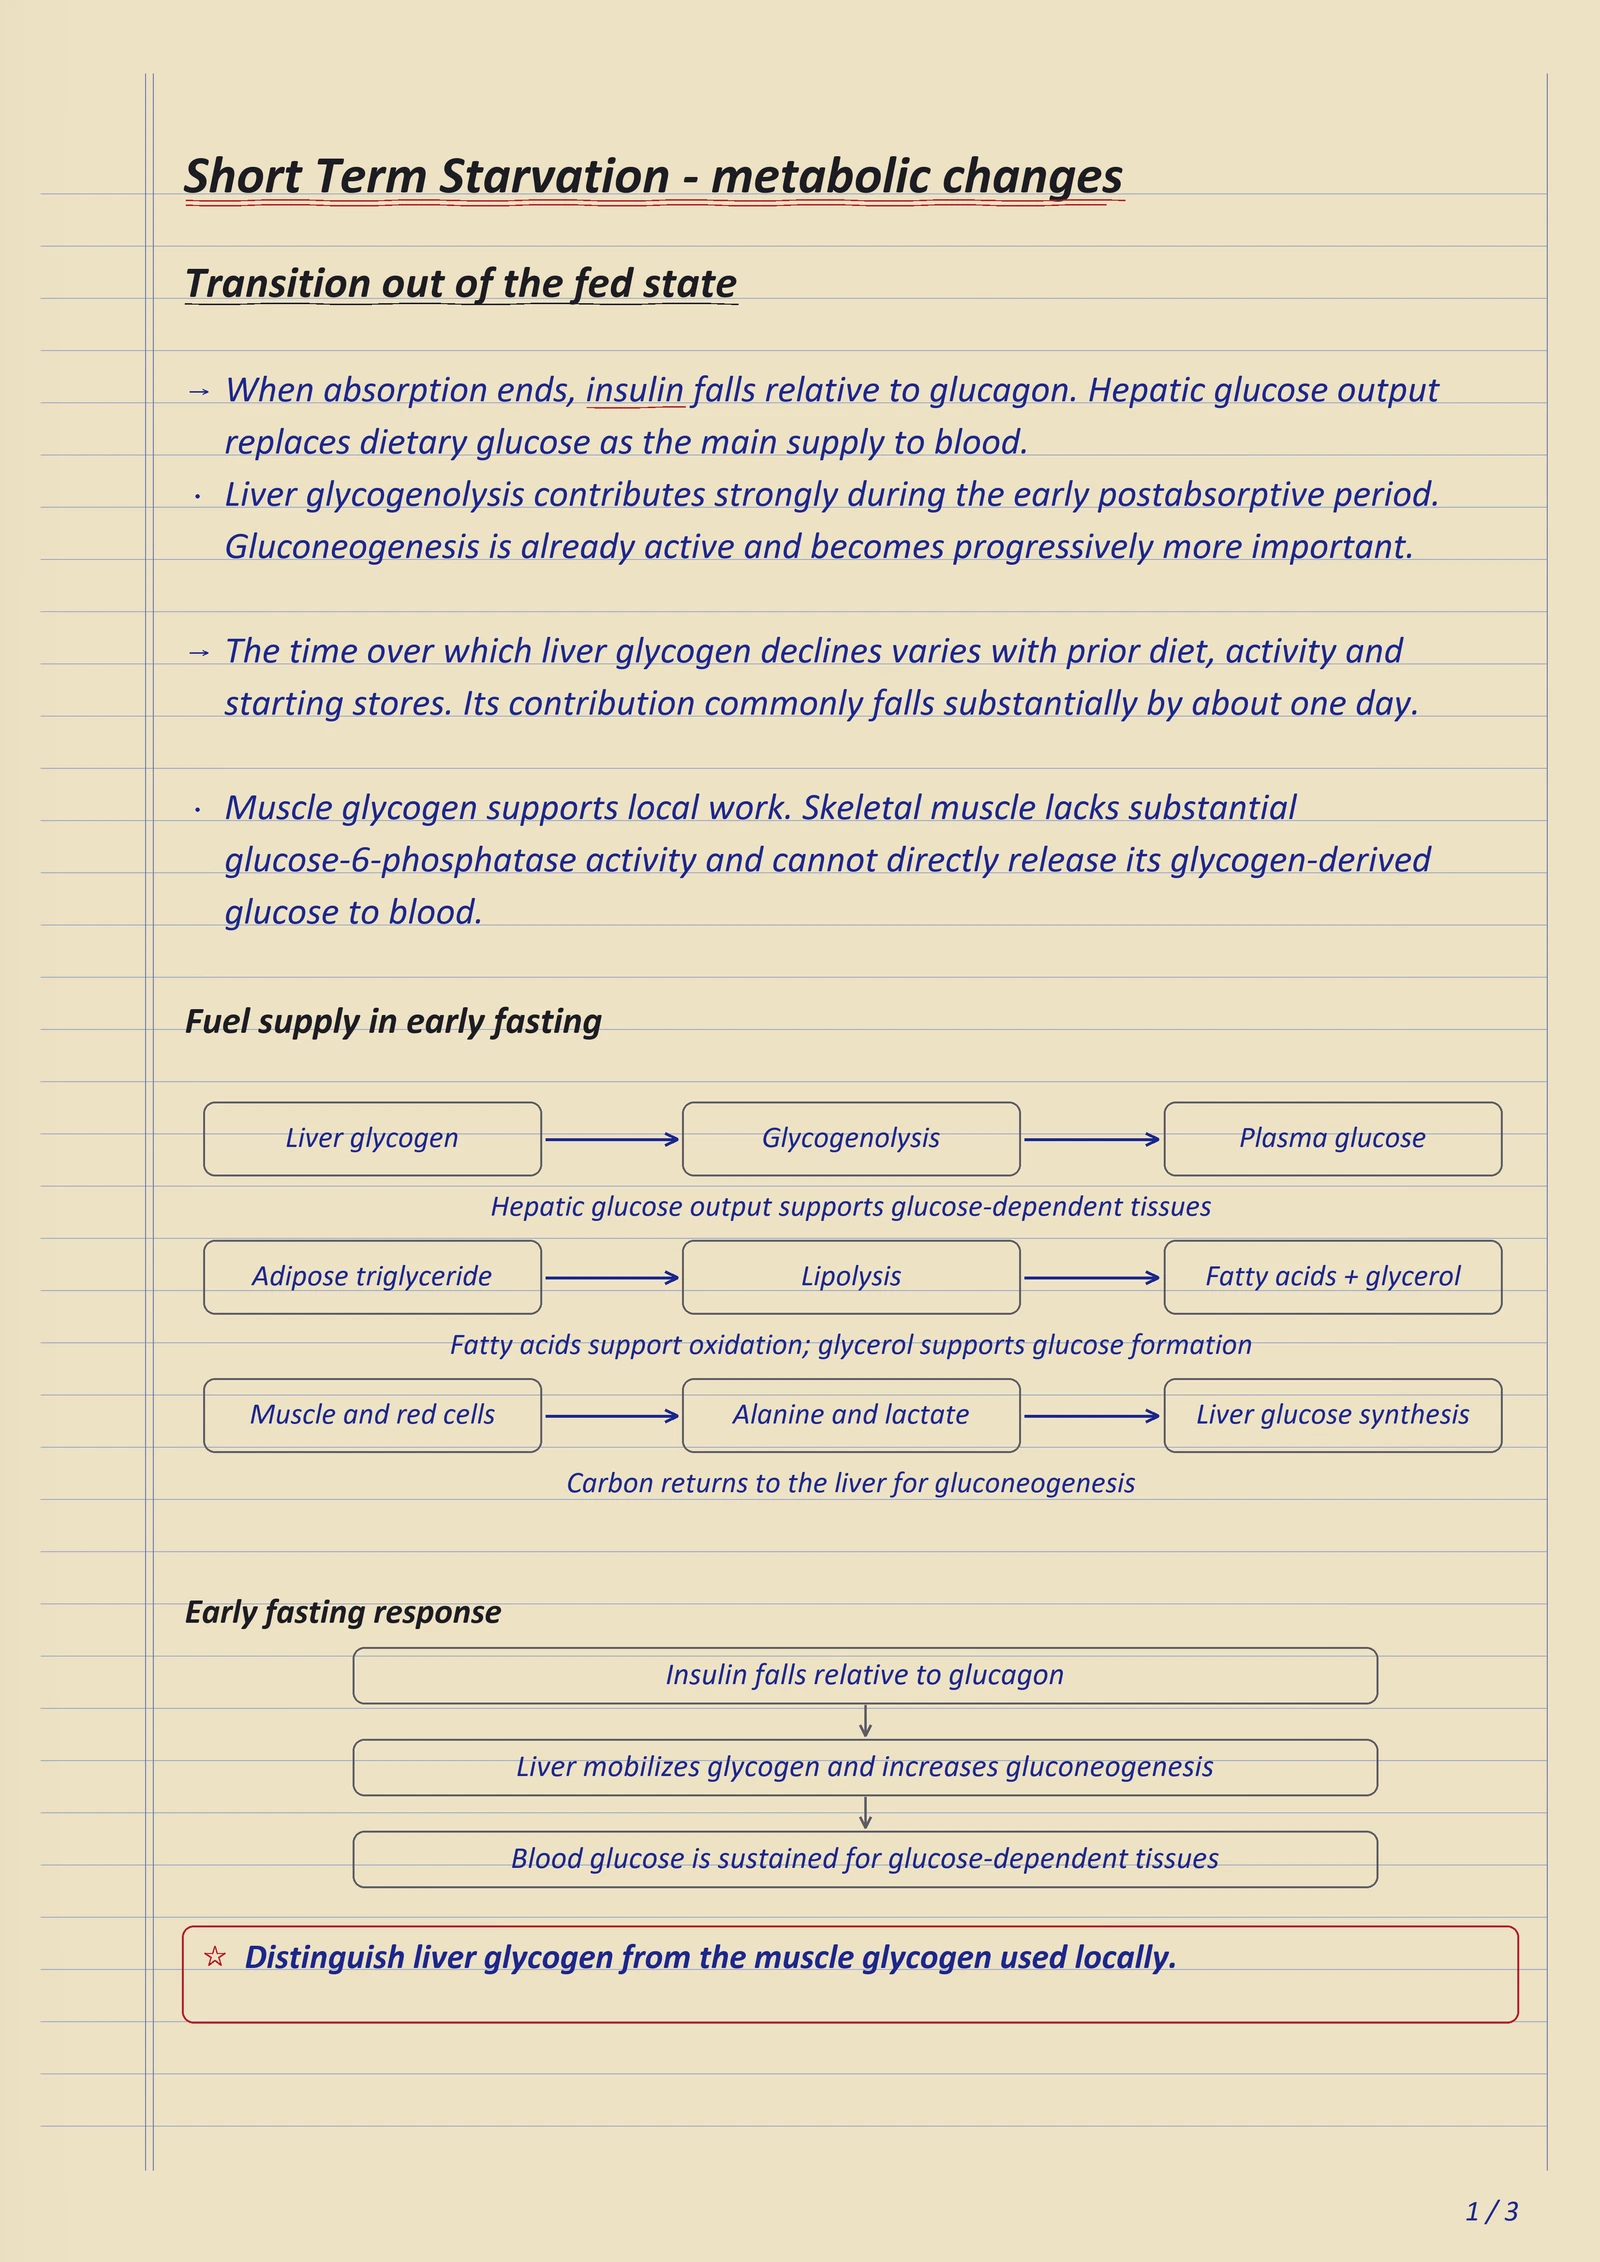 Short Term Starvation - metabolic changes
Transition out of the fed state
→ When absorption ends, insulin falls relative to glucagon. Hepatic glucose output
replaces dietary glucose as the main supply to blood.
· Liver glycogenolysis contributes strongly during the early postabsorptive period.
Gluconeogenesis is already active and becomes progressively more important.
→ The time over which liver glycogen declines varies with prior diet, activity and
starting stores. Its contribution commonly falls substantially by about one day.
· Muscle glycogen supports local work. Skeletal muscle lacks substantial
glucose-6-phosphatase activity and cannot directly release its glycogen-derived
glucose to blood.
Fuel supply in early fasting
Liver glycogen → Glycogenolysis → Plasma glucose
Hepatic glucose output supports glucose-dependent tissues
Adipose triglyceride → Lipolysis → Fatty acids + glycerol
Fatty acids support oxidation; glycerol supports glucose formation
Muscle and red cells → Alanine and lactate → Liver glucose synthesis
Carbon returns to the liver for gluconeogenesis
Early fasting response
Insulin falls relative to glucagon
↓
Liver mobilizes glycogen and increases gluconeogenesis
↓
Blood glucose is sustained for glucose-dependent tissues
☆ Distinguish liver glycogen from the muscle glycogen used locally.
1 / 3